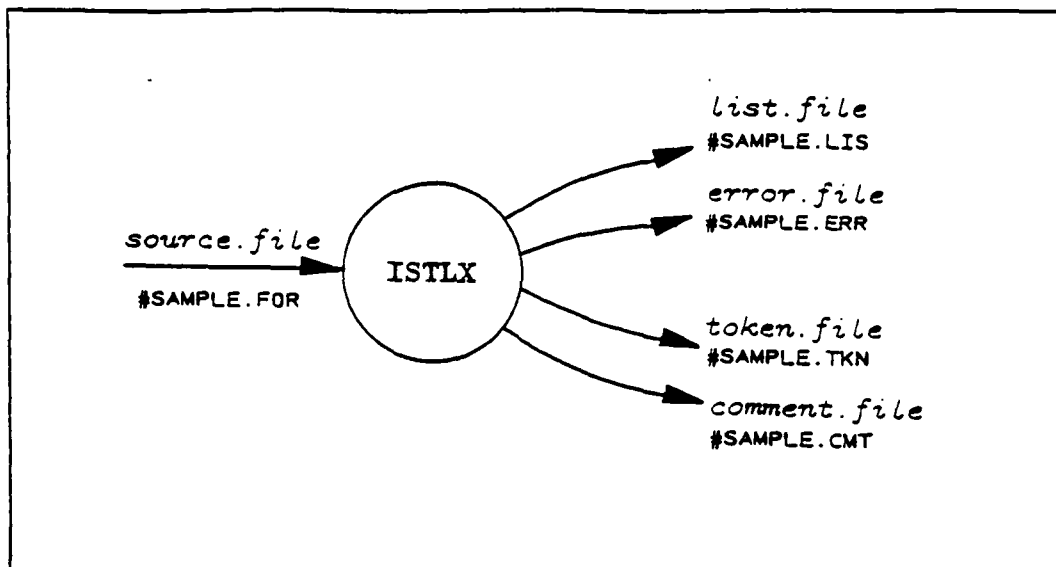 list.file
#SAMPLE.LIS
error.file
#SAMPLE.ERR
source.file
#SAMPLE.FOR
ISTLX
token.file
#SAMPLE.TKN
comment.file
#SAMPLE.CMT